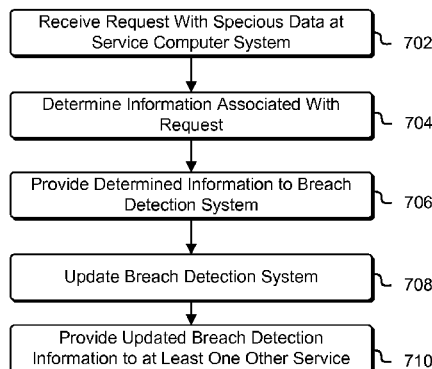 Receive Request With Specious Data at
Service Computer System
702
Determine Information Associated With
Request
704
Provide Determined Information to Breach
Detection System
706
Update Breach Detection System
708
Provide Updated Breach Detection
Information to at Least One Other Service
710